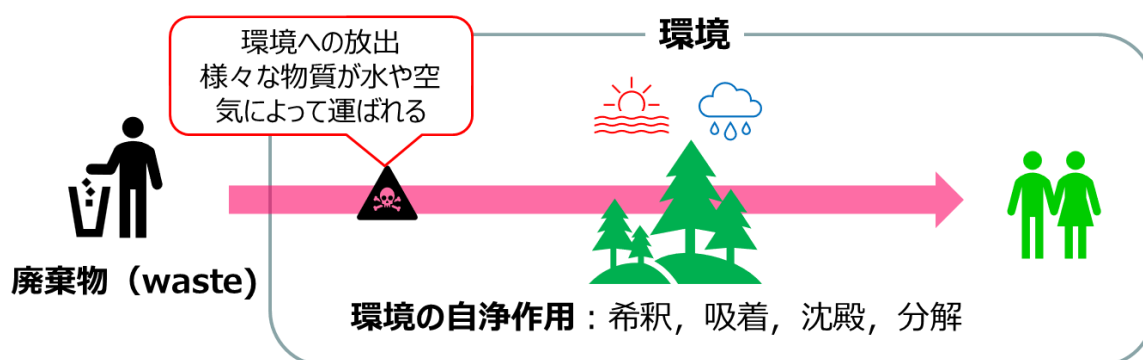 環境
環境への放出
様々な物質が水や空
気によって運ばれる
廃棄物（waste)
環境の自浄作用：希釈，吸着，沈殿，分解